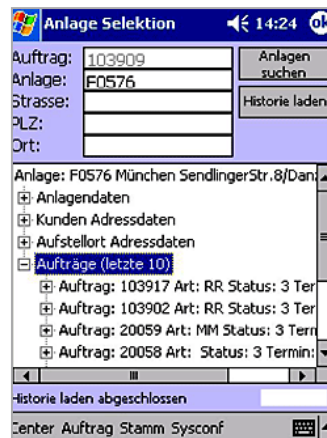 Anlage Selektion 14:24 ok
Auftrag: 103909
Anlagen suchen
Anlage: F0576
Strasse:
Historie laden
PLZ:
Ort:
Anlage: F0576 München SendlingerStr.8/Dan
Anlagendaten
Kunden Adressdaten
Aufstellort Adressdaten
Aufträge (letzte 10)
Auftrag: 103917 Art: RR Status: 3 Ter
Auftrag: 103902 Art: RR Status: 3 Ter
Auftrag: 20059 Art: MM Status: 3 Tern
Auftrag: 20058 Art: Status: 3 Termin:
Historie laden abgeschlossen
Center Auftrag Stamm Sysconf